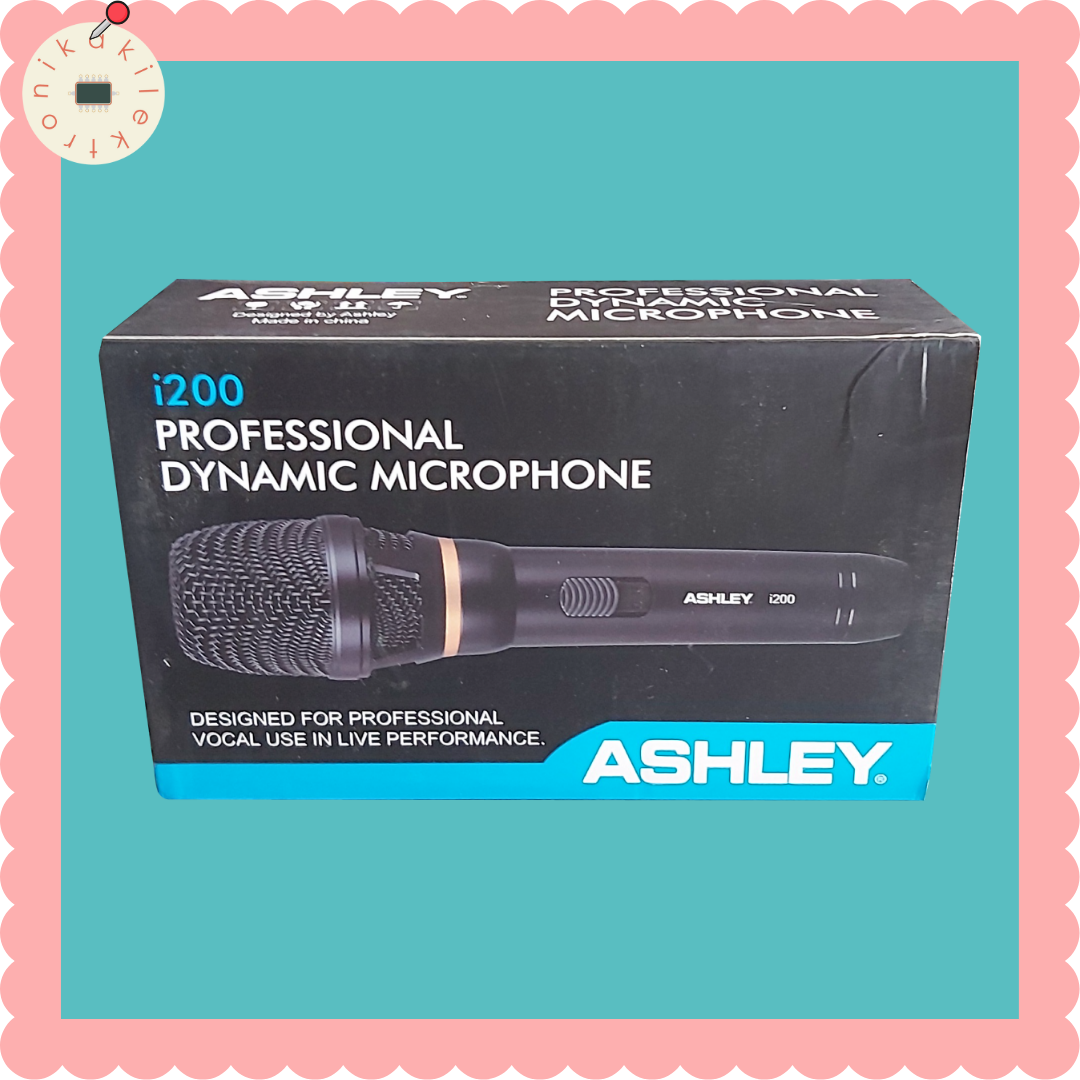 kikilektronika
ASHLEY
Designed by Ashley
Made in china
PROFESSIONAL
DYNAMIC
MICROPHONE
i200
PROFESSIONAL
DYNAMIC MICROPHONE
ASHLEY i200
DESIGNED FOR PROFESSIONAL
VOCAL USE IN LIVE PERFORMANCE.
ASHLEY®